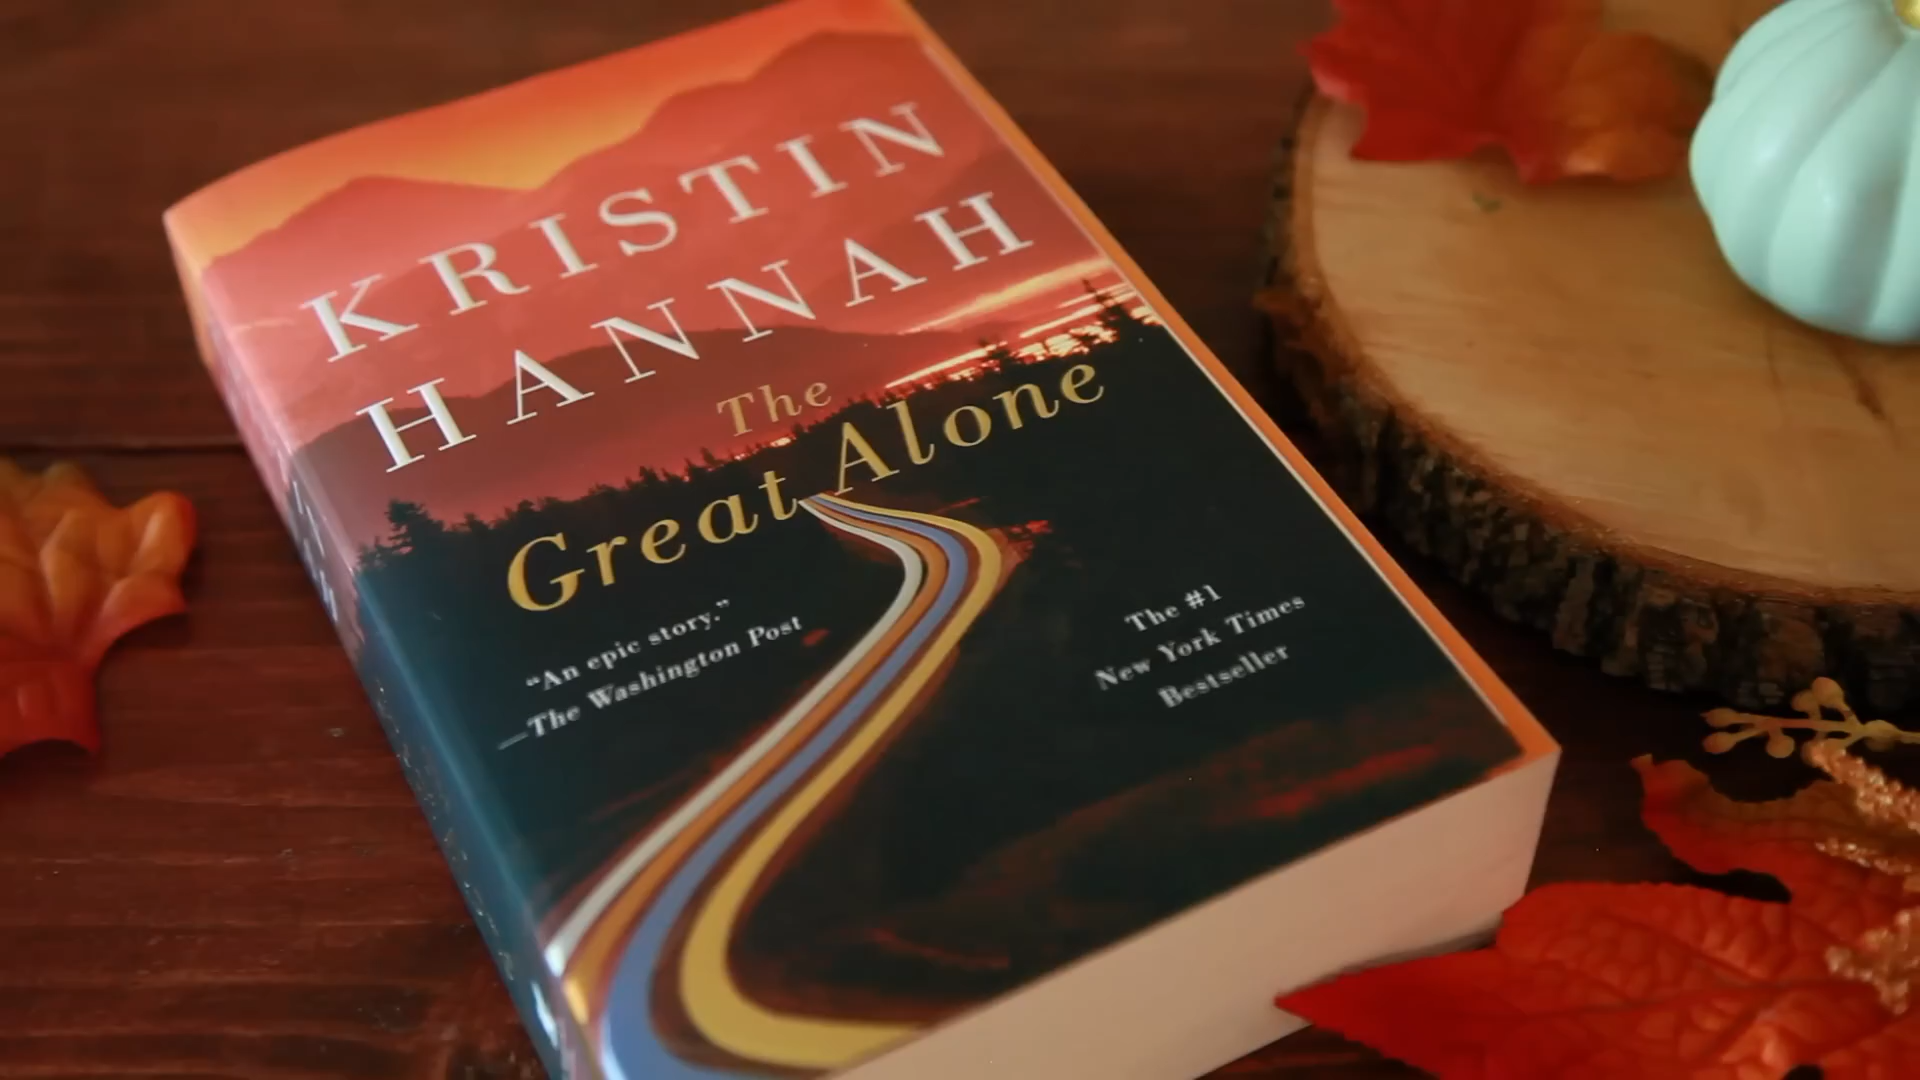 KRISTIN
HANNAH
The
Great Alone
“An epic story.”
—The Washington Post
The #1
New York Times
Bestseller